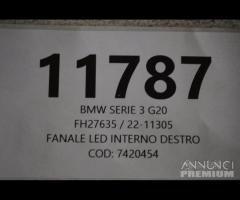 11787
BMW SERIE 3 G20
FH27635 / 22-11305
FANALE LED INTERNO DESTRO
COD: 7420454
ANNUNCI
PREMIUM